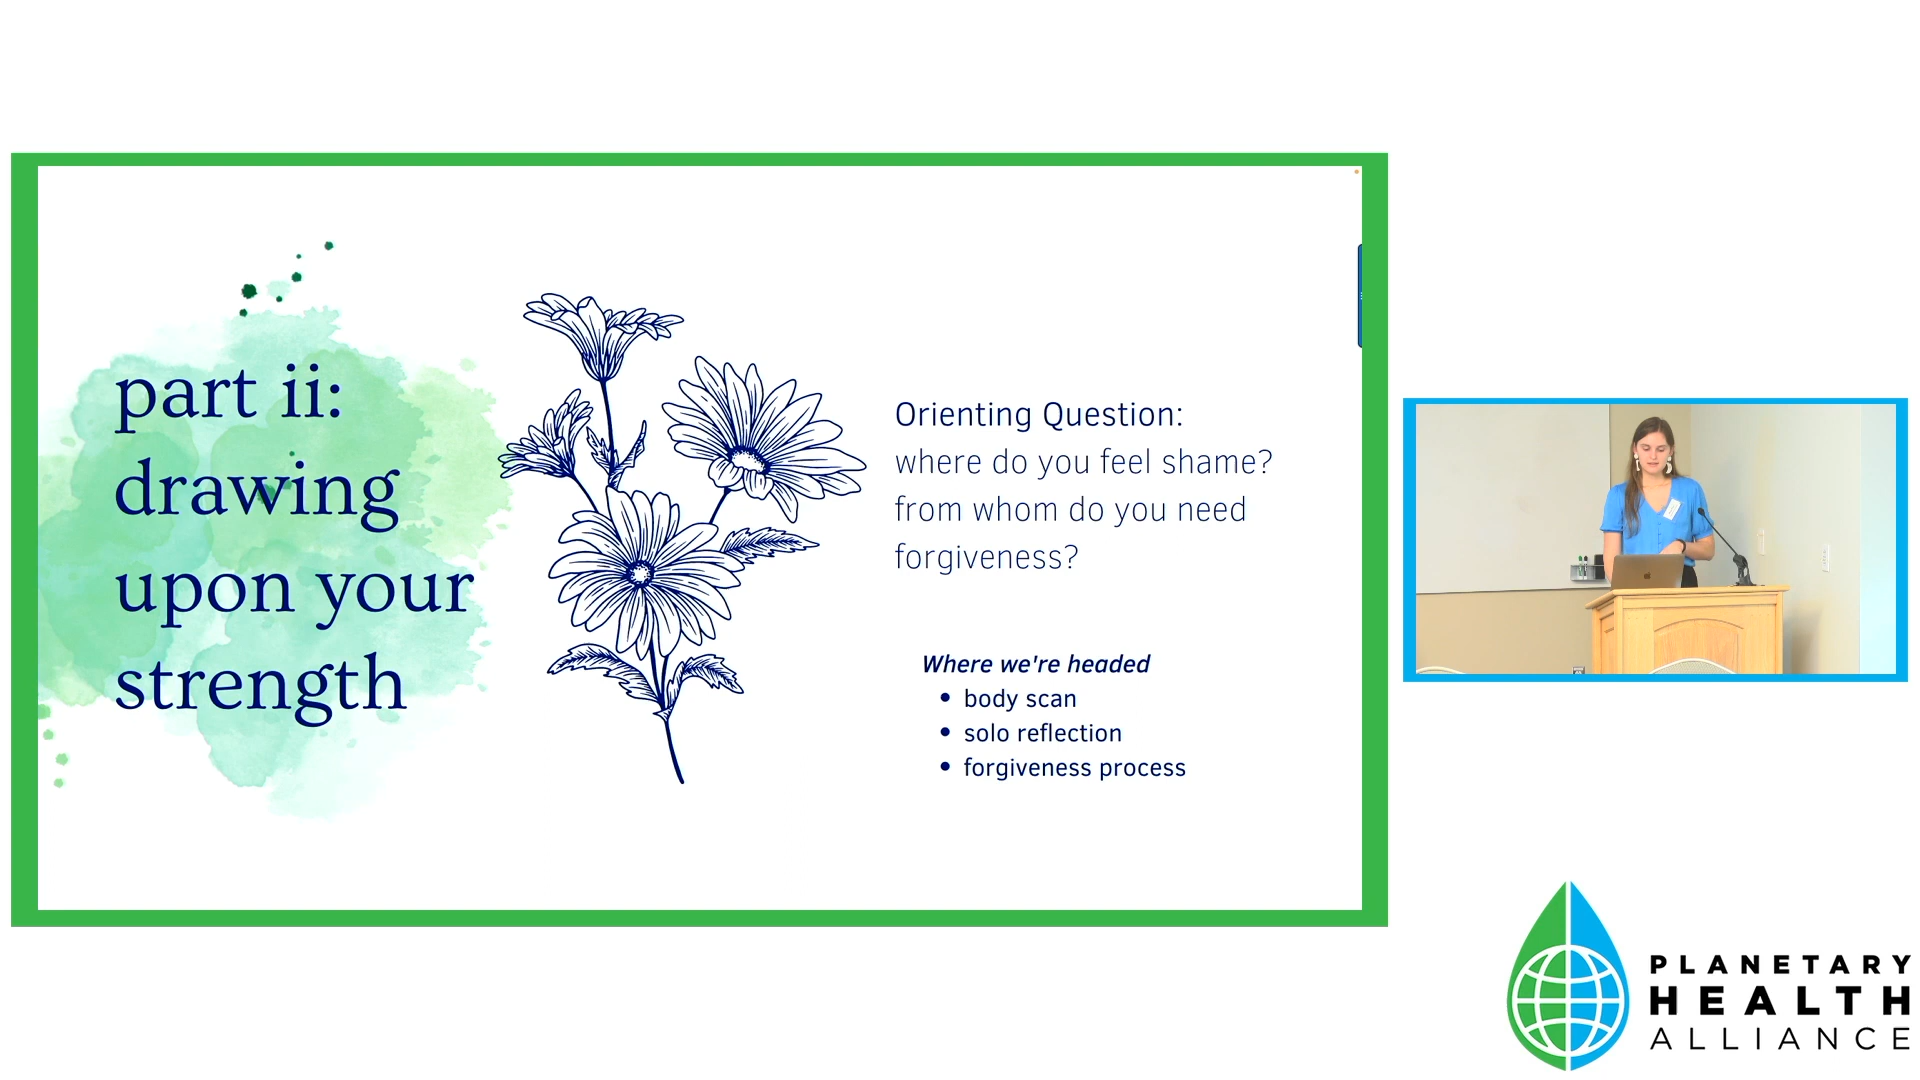 part ii:
drawing
upon your
strength
Orienting Question:
where do you feel shame?
from whom do you need
forgiveness?
Where we're headed
• body scan
• solo reflection
• forgiveness process
PLANETARY
HEALTH
ALLIANCE